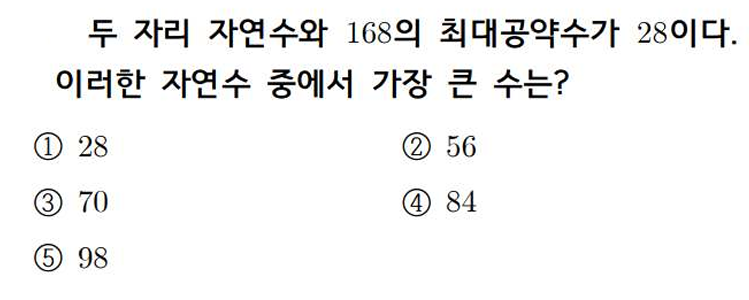 두 자리 자연수와 168의 최대공약수가 28이다.
이러한 자연수 중에서 가장 큰 수는?
① 28 ② 56
③ 70 ④ 84
⑤ 98